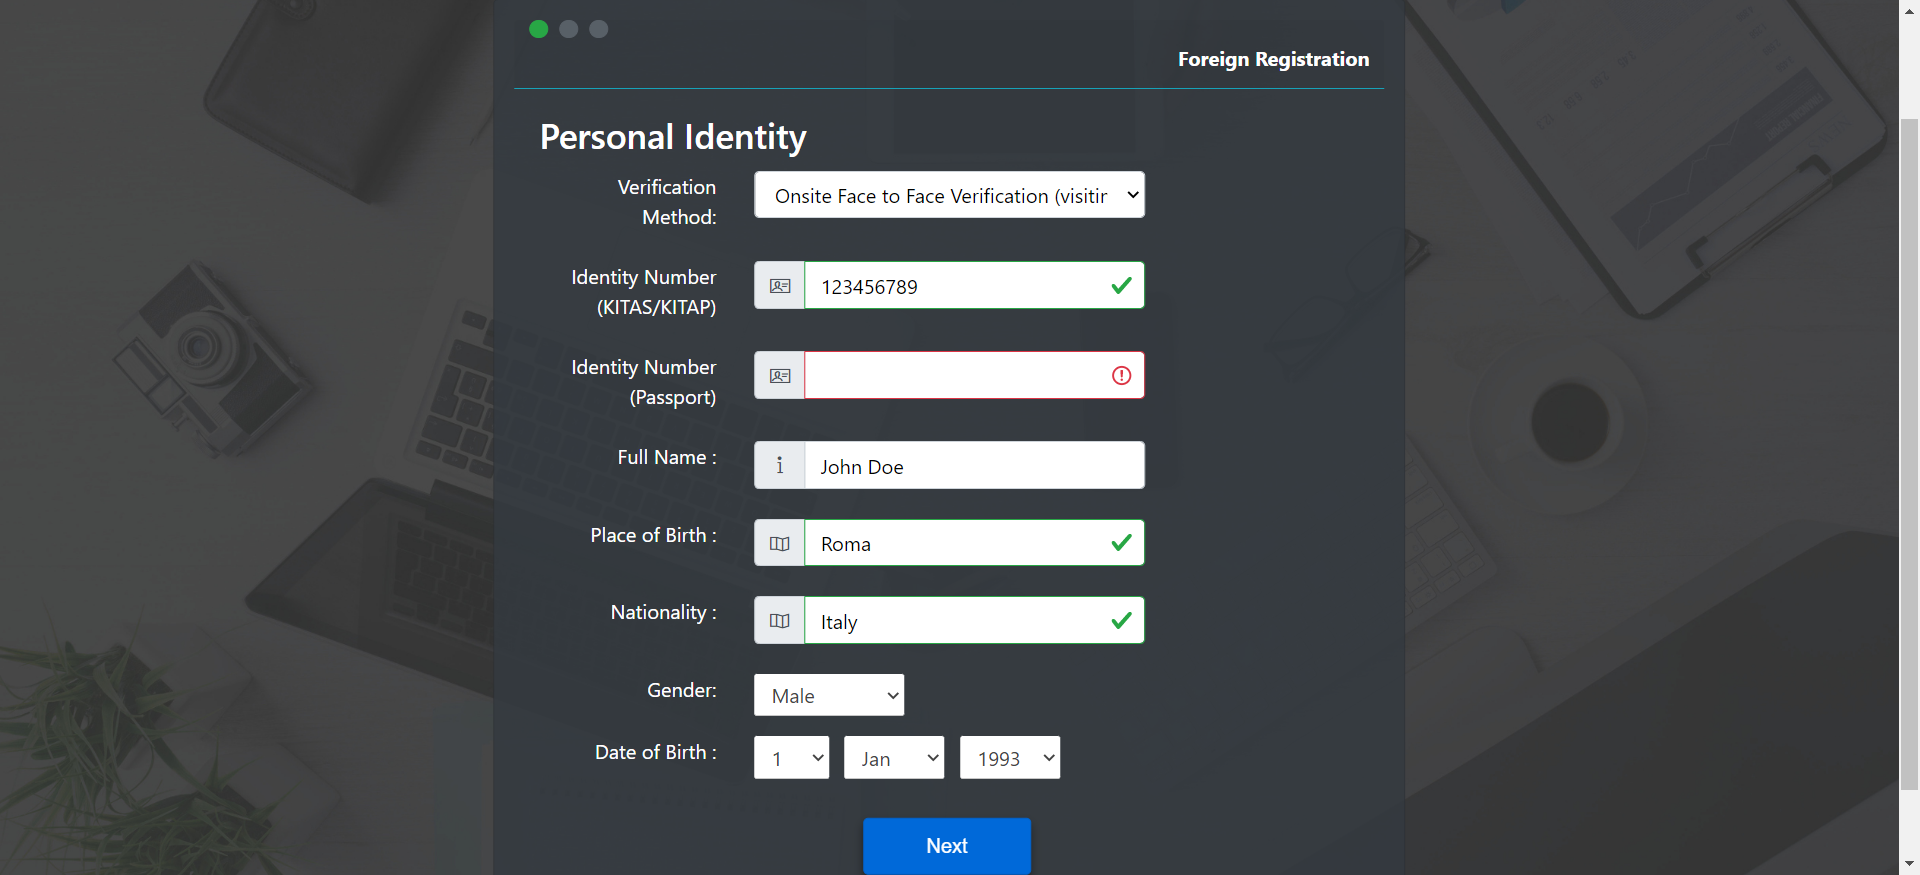 Foreign Registration
Personal Identity
Verification
Method:
Onsite Face to Face Verification (visitir
Identity Number
(KITAS/KITAP)
123456789
Identity Number
(Passport)
Full Name :
John Doe
Place of Birth :
Roma
Nationality :
Italy
Gender:
Male
Date of Birth :
1
Jan
1993
Next